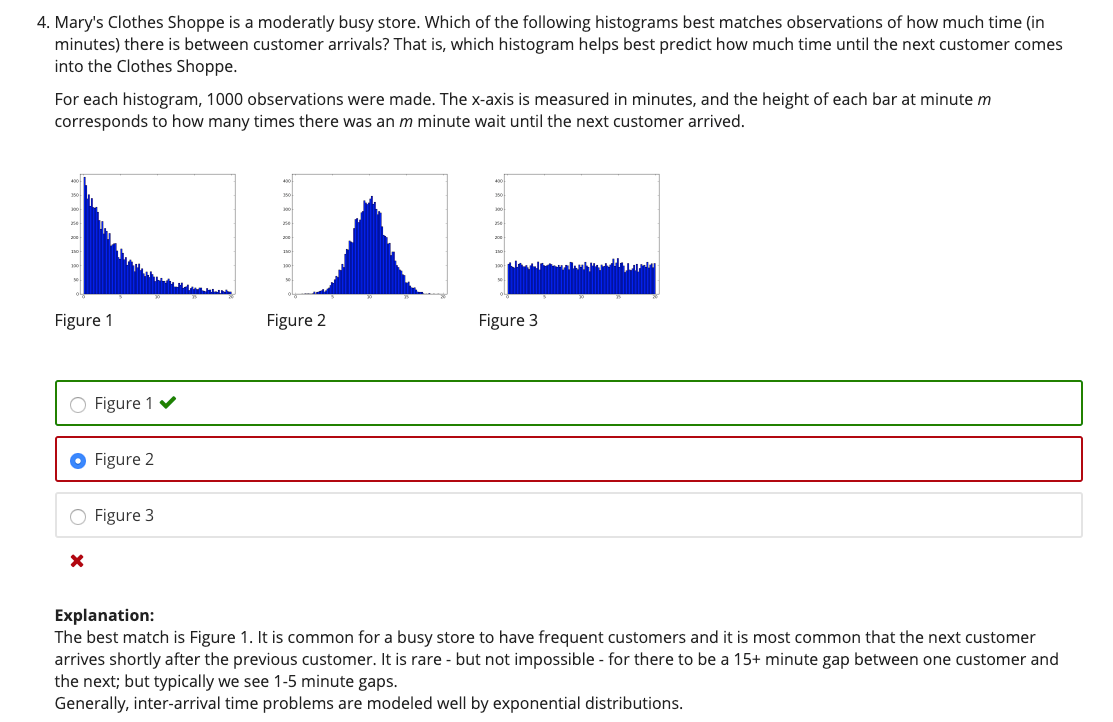 4. Mary's Clothes Shoppe is a moderatly busy store. Which of the following histograms best matches observations of how much time (in
minutes) there is between customer arrivals? That is, which histogram helps best predict how much time until the next customer comes
into the Clothes Shoppe.
For each histogram, 1000 observations were made. The x-axis is measured in minutes, and the height of each bar at minute m
corresponds to how many times there was an m minute wait until the next customer arrived.
400
350
300
250
200
150
100
50
0
0 5 10 15 20
400
350
300
250
200
150
100
50
0
0 5 10 15 20
400
350
300
250
200
150
100
50
0
0 5 10 15 20
Figure 1 Figure 2 Figure 3
Figure 1
Figure 2
Figure 3
Explanation:
The best match is Figure 1. It is common for a busy store to have frequent customers and it is most common that the next customer
arrives shortly after the previous customer. It is rare - but not impossible - for there to be a 15+ minute gap between one customer and
the next; but typically we see 1-5 minute gaps.
Generally, inter-arrival time problems are modeled well by exponential distributions.